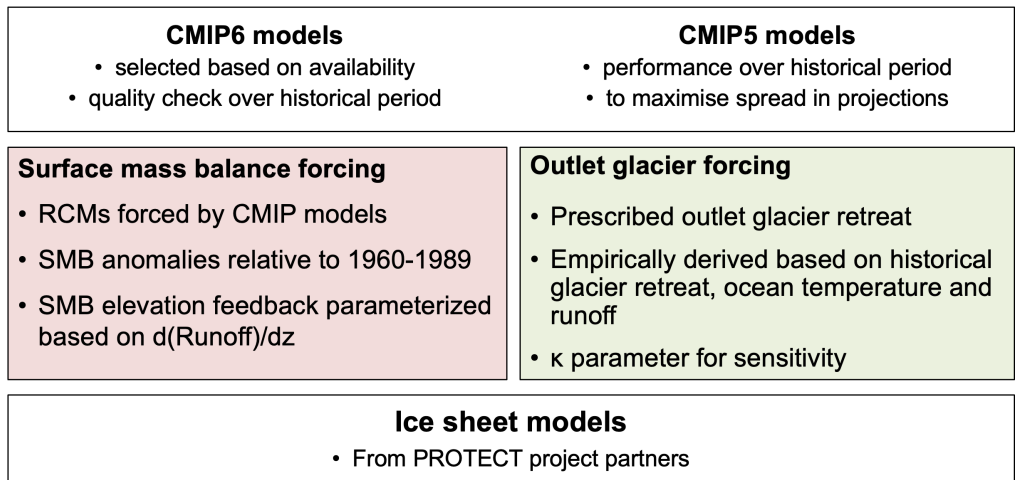 CMIP6 models
• selected based on availability
• quality check over historical period
CMIP5 models
• performance over historical period
• to maximise spread in projections
Surface mass balance forcing
• RCMs forced by CMIP models
• SMB anomalies relative to 1960-1989
• SMB elevation feedback parameterized
based on d(Runoff)/dz
Outlet glacier forcing
• Prescribed outlet glacier retreat
• Empirically derived based on historical
glacier retreat, ocean temperature and
runoff
• κ parameter for sensitivity
Ice sheet models
• From PROTECT project partners